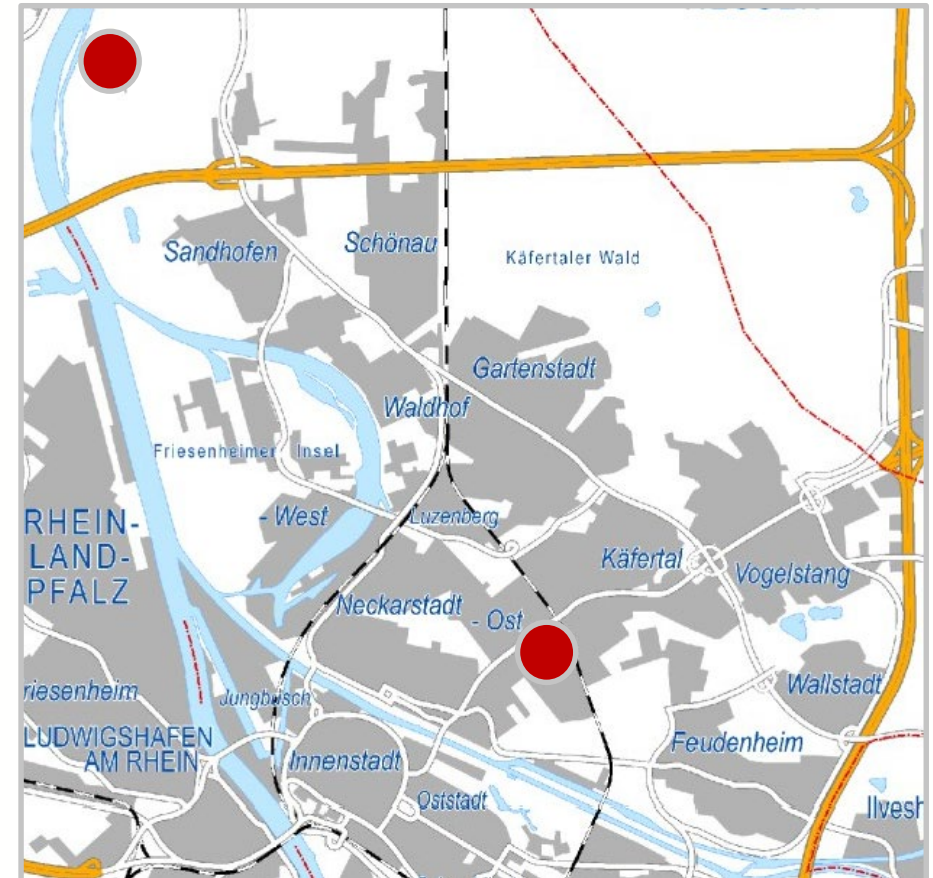 Sandhofen
Schönau
Käfertaler Wald
Gartenstadt
Waldhof
Friesenheimer Insel
RHEIN-
LAND-
PFALZ
- West
Luzenberg
Käfertal
Vogelstang
Neckarstadt
- Ost
riesenheim
Jungbusch
Wallstadt
LUDWIGSHAFEN
AM RHEIN
Innenstadt
Feudenheim
Oststadt
Ilvesh